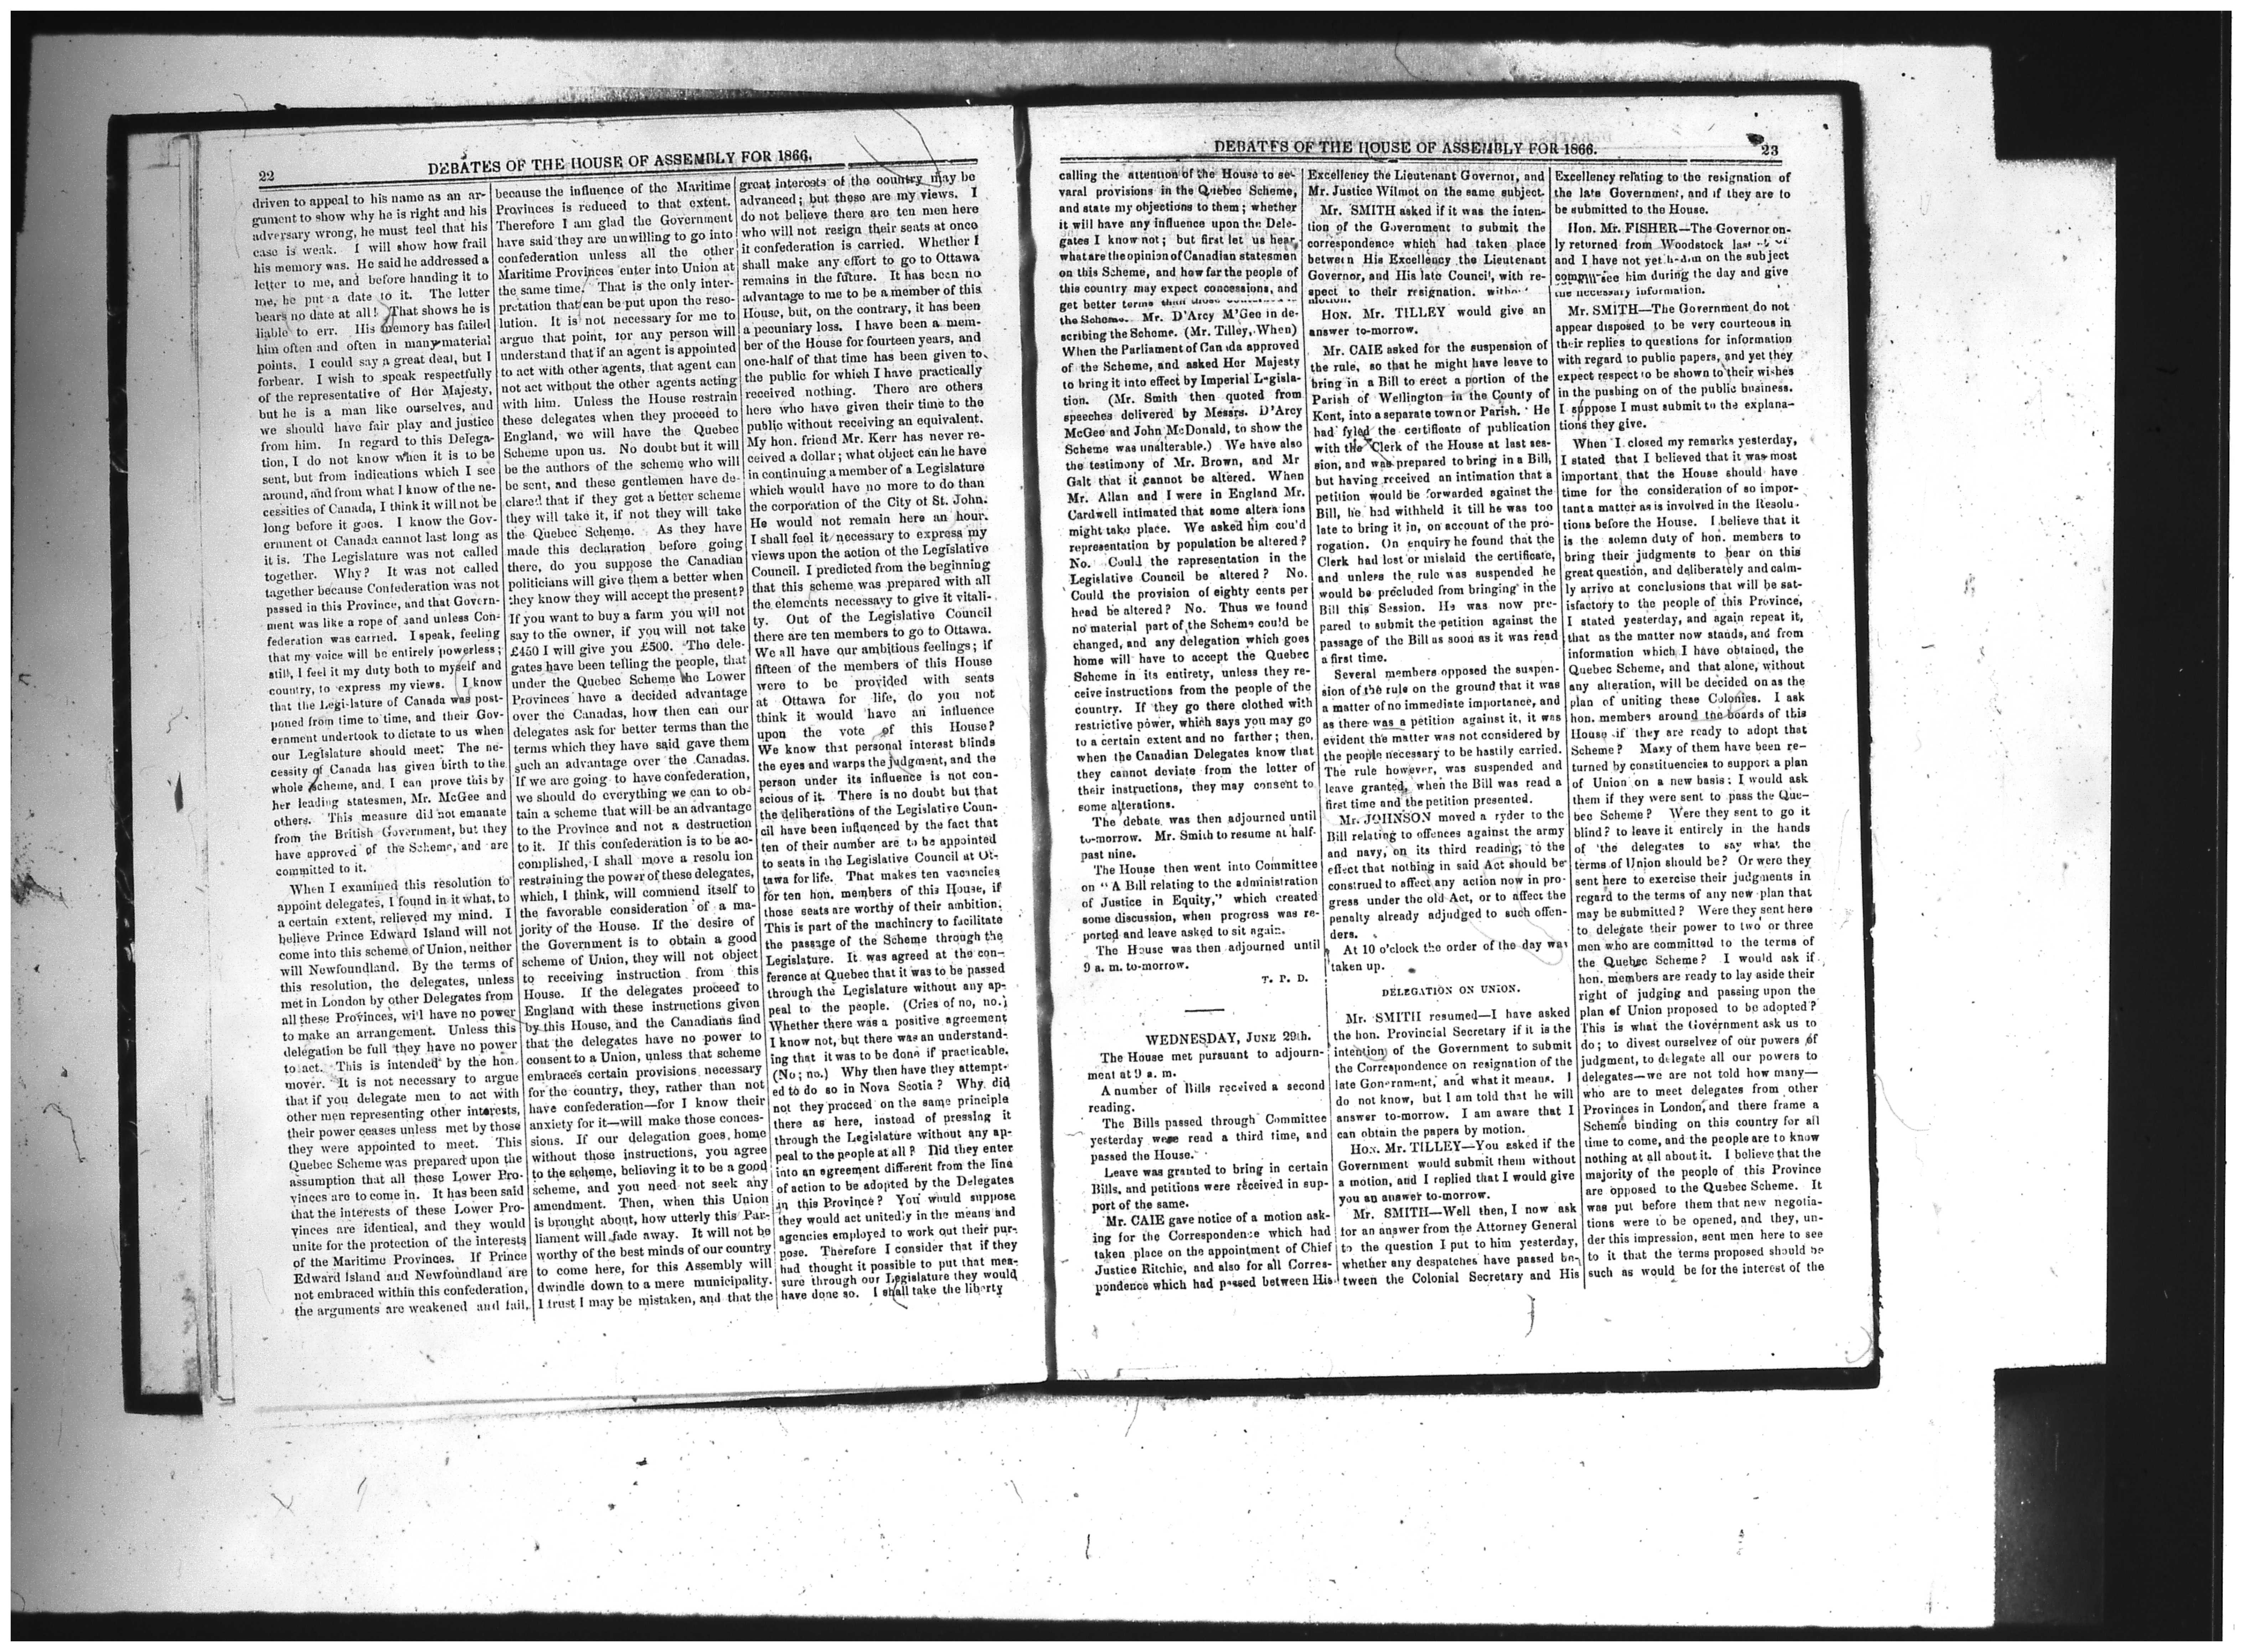 22
DEBATES OF THE HOUSE OF ASSEMBLY FOR 1866.
driven to appeal to his name as an ar-
gument to show why he is right and his
adversary wrong, he must feel that his
case is weak. I will show how frail
his memory was. He said he addressed a
letter to me, and before handing it to
me, he put a date to it. The letter
bears no date at all! That shows he is
liable to err. His memory has failed
him often and often in many material
points. I could say a great deal, but I
forbear. I wish to speak respectfully
of the representative of Her Majesty,
but he is a man like ourselves, and
we should have fair play and justice
from him. In regard to this Delega-
tion, I do not know when it is to be
sent, but from indications which I see
around, and from what I know of the ne-
cessities of Canada, I think it will not be
long before it goes. I know the Gov-
ernment of Canada cannot last long as
it is. The Legislature was not called
together. Why? It was not called
tagether because Confederation was not
passed in this Province, and that Govern-
ment was like a rope of sand unless Con-
federation was carried. I speak, feeling
that my voice will be entirely powerless;
still, I feel it my duty both to myself and
country, to express my views. I know
that the Legi-lature of Canada was post-
poned from time to time, and their Gov-
ernment undertook to dictate to us when
our Legislature should meet. The ne-
cessity of Canada has given birth to the
whole scheme, and I can prove this by
her leading statesmen, Mr. McGee and
others. This measure did not emanate
from the British Government, but they
have approved of the Scheme, and are
committed to it.
When I examined this resolution to
appoint delegates, I found in it what, to
a certain extent, relieved my mind. I
believe Prince Edward Island will not
come into this scheme of Union, neither
will Newfoundland. By the terms of
this resolution, the delegates, unless
met in London by other Delegates from
all these Provinces, wi'l have no power
to make an arrangement. Unless this
delegation be full they have no power
to act. This is intended by the hon.
mover. It is not necessary to argue
that if you delegate men to act with
other men representing other interests,
their power ceases unless met by those
they were appointed to meet. This
Quebec Scheme was prepared upon the
assumption that all these Lower Pro-
vinces are to come in. It has been said
that the interests of these Lower Pro-
vinces are identical, and they would
unite for the protection of the interests
of the Maritime Provinces. If Prince
Edward Island and Newfoundland are
not embraced within this confederation,
the arguments are weakened and fail,
because the influence of the Maritime
Provinces is reduced to that extent.
Therefore I am glad the Government
have said they are unwilling to go into
confederation unless all the other
Maritime Provinces enter into Union at
the same time. That is the only inter-
pretation that can be put upon the reso-
lution. It is not necessary for me to
argue that point, for any person will
understand that if an agent is appointed
to act with other agents, that agent can
not act without the other agents acting
with him. Unless the House restrain
these delegates when they proceed to
England, we will have the Quebec
Scheme upon us. No doubt but it will
be the authors of the scheme who will
be sent, and these gentlemen have de-
clared that if they get a better scheme
they will take it, if not they will take
the Quebec Scheme. As they have
made this declaration before going
there, do you suppose the Canadian
politicians will give them a better when
they know they will accept the present?
If you want to buy a farm you will not
say to the owner, if you will not take
£450 I will give you £500. The dele-
gates have been telling the people, that
under the Quebec Scheme the Lower
Provinces have a decided advantage
over the Canadas, how then can our
delegates ask for better terms than the
terms which they have said gave them
such an advantage over the Canadas.
If we are going to have confederation,
we should do everything we can to ob-
tain a scheme that will be an advantage
to the Province and not a destruction
to it. If this confederation is to be ac-
complished, I shall move a resolu ion
restraining the power of these delegates,
which, I think, will commend itself to
the favorable consideration of a ma-
jority of the House. If the desire of
the Government is to obtain a good
scheme of Union, they will not object
to receiving instruction from this
House. If the delegates proceed to
England with these instructions given
by this House, and the Canadians find
that the delegates have no power to
consent to a Union, unless that scheme
embraces certain provisions necessary
for the country, they, rather than not
have confederation—for I know their
anxiety for it—will make those conces-
sions. If our delegation goes home
without those instructions, you agree
to the scheme, believing it to be a good
scheme, and you need not seek any
amendment. Then, when this Union
is brought about, how utterly this Par-
liament will fade away. It will not be
worthy of the best minds of our country
to come here, for this Assembly will
dwindle down to a mere municipality.
I trust I may be mistaken, and that the
great interests of the country may be
advanced; but these are my views. I
do not believe there are ten men here
who will not resign their seats at once
it confederation is carried. Whether I
shall make any effort to go to Ottawa
remains in the future. It has been no
advantage to me to be a member of this
House, but, on the contrary, it has been
a pecuniary loss. I have been a mem-
ber of the House for fourteen years, and
one-half of that time has been given to
the public for which I have practically
received nothing. There are others
here who have given their time to the
public without receiving an equivalent.
My hon. friend Mr. Kerr has never re-
ceived a dollar; what object can he have
in continuing a member of a Legislature
which would have no more to do than
the corporation of the City of St. John.
He would not remain here an hour.
I shall feel it necessary to express my
views upon the action of the Legislative
Council. I predicted from the beginning
that this scheme was prepared with all
the elements necessary to give it vitali-
ty. Out of the Legislative Council
there are ten members to go to Ottawa.
We all have our ambitious feelings; if
fifteen of the members of this House
were to be provided with seats
at Ottawa for life, do you not
think it would have an influence
upon the vote of this House?
We know that personal interest blinds
the eyes and warps the judgment, and the
person under its influence is not con-
scious of it. There is no doubt but that
the deliberations of the Legislative Coun-
cil have been influenced by the fact that
ten of their number are to be appointed
to seats in the Legislative Council at Ot-
tawa for life. That makes ten vacancies
for ten hon. members of this House, if
those seats are worthy of their ambition.
This is part of the machinery to facilitate
the passage of the Scheme through the
Legislature. It was agreed at the con-
ference at Quebec that it was to be passed
through the Legislature without any ap-
peal to the people. (Cries of no, no.)
Whether there was a positive agreement
I know not, but there was an understand-
ing that it was to be done if practicable.
(No; no.) Why then have they attempt-
ed to do so in Nova Scotia? Why did
not they proceed on the same principle
there as here, instead of pressing it
through the Legislature without any ap-
peal to the people at all? Did they enter
into an agreement different from the line
of action to be adopted by the Delegates
in this Province? You would suppose
they would act unitedly in the means and
agencies employed to work out their pur-
pose. Therefore I consider that if they
had thought it possible to put that mea-
sure through our Legislature they would
have done so. I shall take the liberty
DEBATES OF THE HOUSE OF ASSEMBLY FOR 1866.
23
calling the attention of the House to se-
varal provisions in the Quebec Scheme,
and state my objections to them; whether
it will have any influence upon the Dele-
gates I know not; but first let us hear
what are the opinion of Canadian statesmen
on this Scheme, and how far the people of
this country may expect concessions, and
get better terms than those
the Scheme. Mr. D'Arcy M'Gee in de-
scribing the Scheme. (Mr. Tilley, When)
When the Parliament of Canada approved
of the Scheme, and asked Her Majesty
to bring it into effect by Imperial Legisla-
tion. (Mr. Smith then quoted from
speeches delivered by Messrs. D'Arcy
McGee and John McDonald, to show the
Scheme was unalterable.) We have also
the testimony of Mr. Brown, and Mr
Galt that it cannot be altered. When
Mr. Allan and I were in England Mr.
Cardwell intimated that some altera ions
might take place. We asked him cou'd
representation by population be altered?
No. Could the representation in the
Legislative Council be altered? No.
Could the provision of eighty cents per
head be altered? No. Thus we found
no material part of the Scheme could be
changed, and any delegation which goes
home will have to accept the Quebec
Scheme in its entirety, unless they re-
ceive instructions from the people of the
country. If they go there clothed with
restrictive power, which says you may go
to a certain extent and no farther; then,
when the Canadian Delegates know that
they cannot deviate from the letter of
their instructions, they may consent to
some alterations.
The debate was then adjourned until
to-morrow. Mr. Smith to resume at half-
past nine.
The House then went into Committee
on "A Bill relating to the administration
of Justice in Equity," which created
some discussion, when progress was re-
ported and leave asked to sit again.
The House was then adjourned until
9 a. m. to-morrow.
T. P. D.
WEDNESDAY, JUNE 29th.
The House met pursuant to adjourn-
ment at 9 a. m.
A number of Bills received a second
reading.
The Bills passed through Committee
yesterday were read a third time, and
passed the House.
Leave was granted to bring in certain
Bills, and petitions were received in sup-
port of the same.
Mr. CAIE gave notice of a motion ask-
ing for the Correspondence which had
taken place on the appointment of Chief
Justice Ritchie, and also for all Corres-
pondence which had passed between His
Excellency the Lieutenant Governor, and
Mr. Justice Wilmot on the same subject.
Mr. SMITH asked if it was the inten-
tion of the Government to submit the
correspondence which had taken place
between His Excellency the Lieutenant
Governor, and His late Council, with re-
spect to their resignation,
motion.
HON. Mr. TILLEY would give an
answer to-morrow.
Mr. CAIE asked for the suspension of
the rule, so that he might have leave to
bring in a Bill to erect a portion of the
Parish of Wellington in the County of
Kent, into a separate town or Parish. He
had fyled the certificate of publication
with the Clerk of the House at last ses-
sion, and was prepared to bring in a Bill,
but having received an intimation that a
petition would be forwarded against the
Bill, he had withheld it till he was too
late to bring it in, on account of the pro-
rogation. On enquiry he found that the
Clerk had lost or mislaid the certificate,
and unless the rule was suspended he
would be precluded from bringing in the
Bill this Session. He was now pre-
pared to submit the petition against the
passage of the Bill as soon as it was read
a first time.
Several members opposed the suspen-
sion of the rule on the ground that it was
a matter of no immediate importance, and
as there was a petition against it, it was
evident the matter was not considered by
the people necessary to be hastily carried.
The rule however, was suspended and
leave granted, when the Bill was read a
first time and the petition presented.
Mr. JOHNSON moved a ryder to the
Bill relating to offences against the army
and navy, on its third reading, to the
effect that nothing in said Act should be
construed to affect any action now in pro-
gress under the old Act, or to affect the
penalty already adjudged to such offen-
ders.
At 10 o'clock the order of the day was
taken up.
DELEGATION ON UNION.
Mr. SMITH resumed—I have asked
the hon. Provincial Secretary if it is the
intention of the Government to submit
the Correspondence on resignation of the
late Government, and what it means. I
do not know, but I am told that he will
answer to-morrow. I am aware that I
can obtain the papers by motion.
Hon. Mr. TILLEY—You asked if the
Government would submit them without
a motion, and I replied that I would give
you an answer to-morrow.
Mr. SMITH—Well then, I now ask
for an answer from the Attorney General
to the question I put to him yesterday,
whether any despatches have passed be-
tween the Colonial Secretary and His
Excellency relating to the resignation of
the late Government, and if they are to
be submitted to the House.
Hon. Mr. FISHER—The Governor on-
ly returned from Woodstock last
and I have not yet on the subject
see him during the day and give
the necessary information.
Mr. SMITH—The Government do not
appear disposed to be very courteous in
their replies to questions for information
with regard to public papers, and yet they
expect respect to be shown to their wishes
in the pushing on of the public business.
I suppose I must submit to the explana-
tions they give.
When I closed my remarks yesterday,
I stated that I believed that it was most
important that the House should have
time for the consideration of so impor-
tant a matter as is involved in the Resolu-
tions before the House. I believe that it
is the solemn duty of hon. members to
bring their judgments to bear on this
great question, and deliberately and calm-
ly arrive at conclusions that will be sat-
isfactory to the people of this Province,
I stated yesterday, and again repeat it,
that as the matter now stands, and from
information which I have obtained, the
Quebec Scheme, and that alone, without
any alteration, will be decided on as the
plan of uniting these Colonies. I ask
hon. members around the boards of this
House if they are ready to adopt that
Scheme? Many of them have been re-
turned by constituencies to support a plan
of Union on a new basis: I would ask
them if they were sent to pass the Que-
bec Scheme? Were they sent to go it
blind? to leave it entirely in the hands
of the delegates to say what the
terms of Union should be? Or were they
sent here to exercise their judgments in
regard to the terms of any new plan that
may be submitted? Were they sent here
to delegate their power to two or three
men who are committed to the terms of
the Quebec Scheme? I would ask if
hon. members are ready to lay aside their
right of judging and passing upon the
plan of Union proposed to be adopted?
This is what the Government ask us to
do; to divest ourselves of our powers of
judgment, to delegate all our powers to
delegates—we are not told how many—
who are to meet delegates from other
Provinces in London, and there frame a
Scheme binding on this country for all
time to come, and the people are to know
nothing at all about it. I believe that the
majority of the people of this Province
are opposed to the Quebec Scheme. It
was put before them that new negotia-
tions were to be opened, and they, un-
der this impression, sent men here to see
to it that the terms proposed should be
such as would be for the interest of the